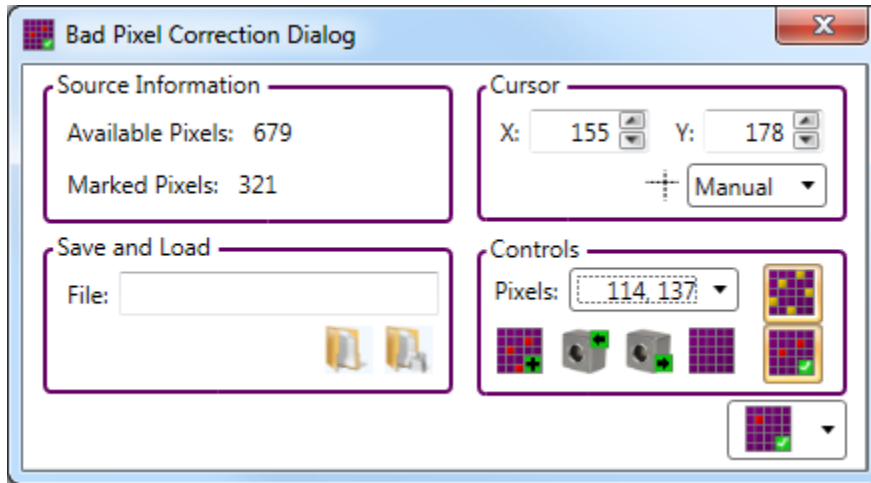 Bad Pixel Correction Dialog
Source Information
Available Pixels: 679
Marked Pixels: 321
Cursor
X: 155 Y: 178
Manual
Save and Load
File:
Controls
Pixels: 114, 137